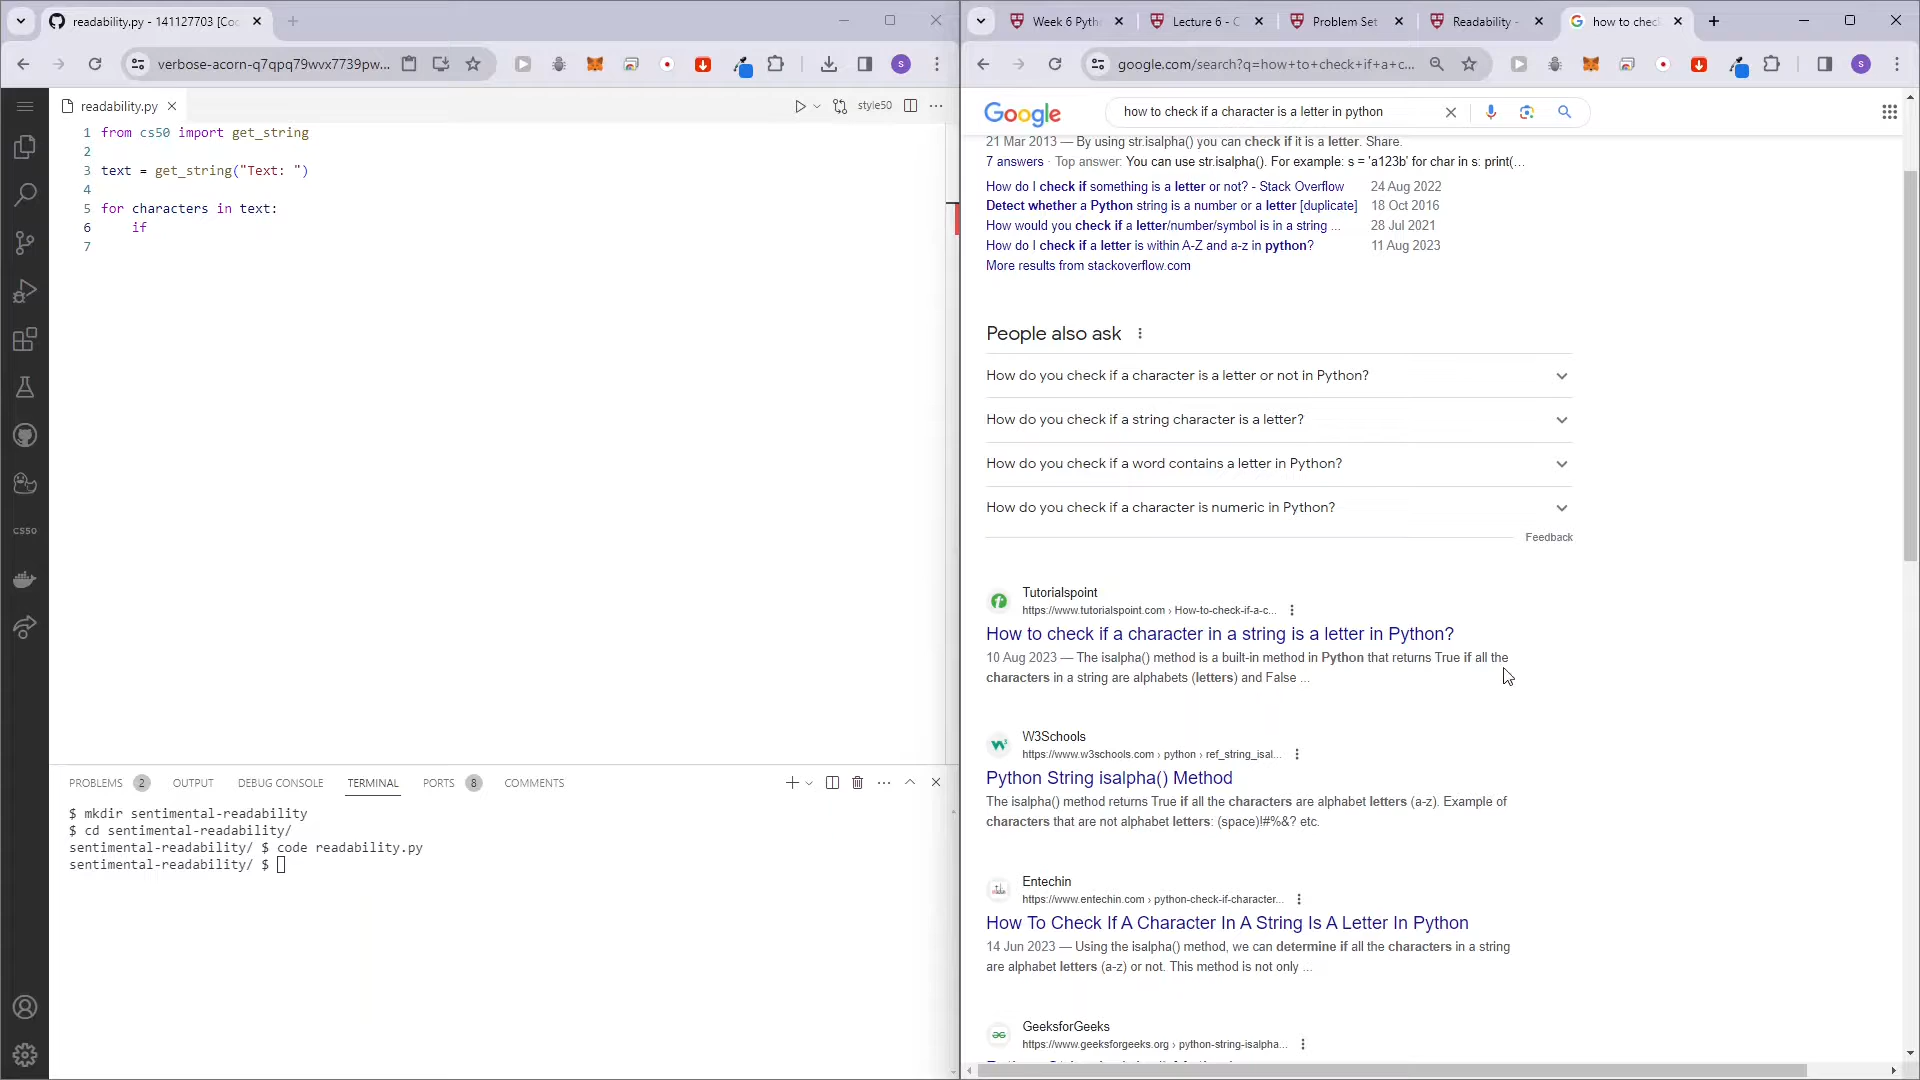 readability.py - 141127703 [Co
verbose-acorn-q7qpq79wvx7739pw...
S
readability.py
style50
1 from cs50 import get_string
2
3 text = get_string("Text: ")
4
5 for characters in text:
6 if
7
CS50
PROBLEMS 2 OUTPUT DEBUG CONSOLE TERMINAL PORTS 8 COMMENTS
$ mkdir sentimental-readability
$ cd sentimental-readability/
sentimental-readability/ $ code readability.py
sentimental-readability/ $
Week 6 Pyth
Lecture 6 - C
Problem Set
Readability -
how to chec
google.com/search?q=how+to+check+if+a+c...
S
Google
how to check if a character is a letter in python
21 Mar 2013 — By using str.isalpha() you can check if it is a letter. Share.
7 answers · Top answer: You can use str.isalpha(). For example: s = 'a123b' for char in s: print(...
How do I check if something is a letter or not? - Stack Overflow 24 Aug 2022
Detect whether a Python string is a number or a letter [duplicate] 18 Oct 2016
How would you check if a letter/number/symbol is in a string ... 28 Jul 2021
How do I check if a letter is within A-Z and a-z in python? 11 Aug 2023
More results from stackoverflow.com
People also ask
How do you check if a character is a letter or not in Python?
How do you check if a string character is a letter?
How do you check if a word contains a letter in Python?
How do you check if a character is numeric in Python?
Feedback
Tutorialspoint
https://www.tutorialspoint.com › How-to-check-if-a-c...
How to check if a character in a string is a letter in Python?
10 Aug 2023 — The isalpha() method is a built-in method in Python that returns True if all the
characters in a string are alphabets (letters) and False ...
W3Schools
https://www.w3schools.com › python › ref_string_isal...
Python String isalpha() Method
The isalpha() method returns True if all the characters are alphabet letters (a-z). Example of
characters that are not alphabet letters: (space)!#%&? etc.
Entechin
https://www.entechin.com › python-check-if-character...
How To Check If A Character In A String Is A Letter In Python
14 Jun 2023 — Using the isalpha() method, we can determine if all the characters in a string
are alphabet letters (a-z) or not. This method is not only ...
GeeksforGeeks
https://www.geeksforgeeks.org › python-string-isalpha...